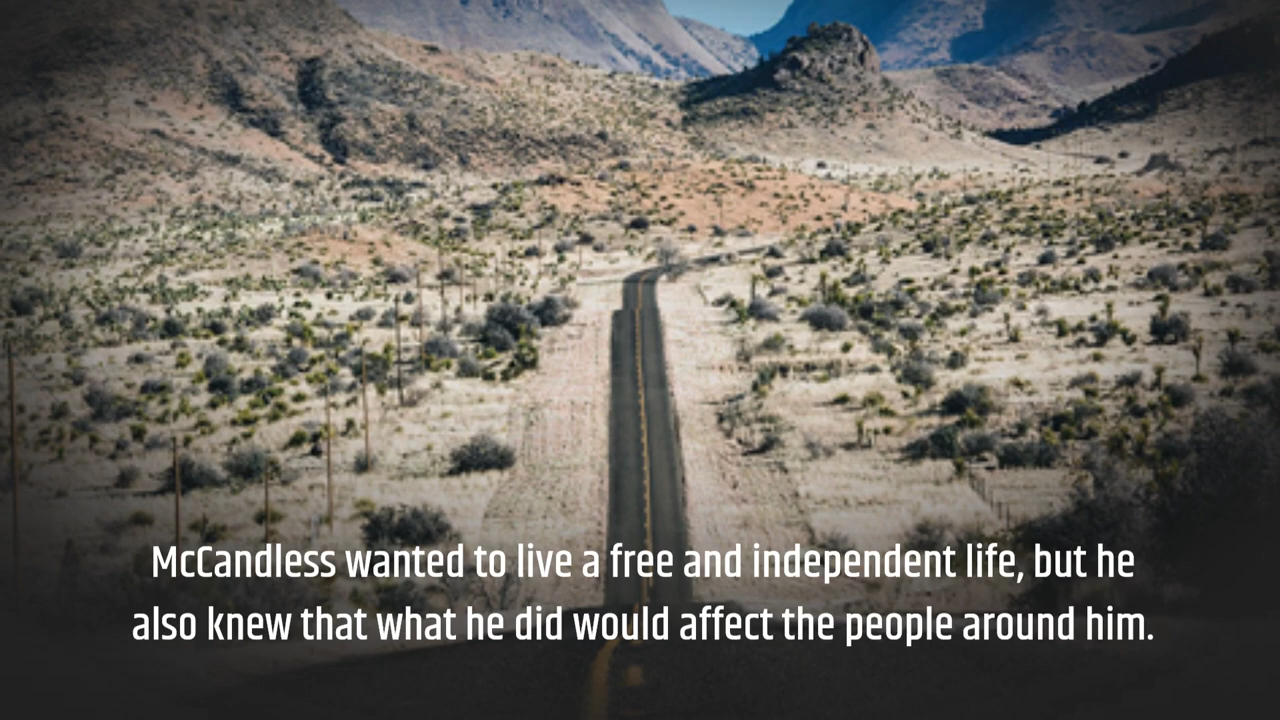 McCandless wanted to live a free and independent life, but he
also knew that what he did would affect the people around him.